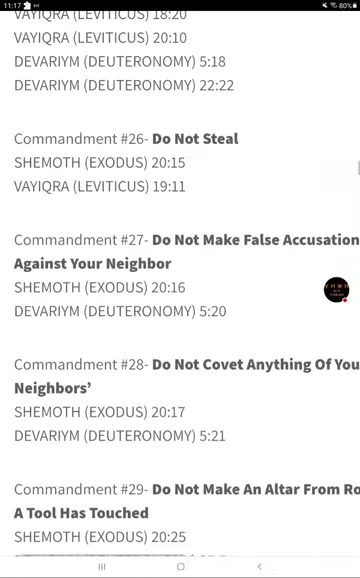 11:17
80%
VAYIQRA (LEVITICUS) 18:20
VAYIQRA (LEVITICUS) 20:10
DEVARIYM (DEUTERONOMY) 5:18
DEVARIYM (DEUTERONOMY) 22:22
Commandment #26- Do Not Steal
SHEMOTH (EXODUS) 20:15
VAYIQRA (LEVITICUS) 19:11
Commandment #27- Do Not Make False Accusation
Against Your Neighbor
SHEMOTH (EXODUS) 20:16
DEVARIYM (DEUTERONOMY) 5:20
Commandment #28- Do Not Covet Anything Of You
Neighbors’
SHEMOTH (EXODUS) 20:17
DEVARIYM (DEUTERONOMY) 5:21
Commandment #29- Do Not Make An Altar From Ro
A Tool Has Touched
SHEMOTH (EXODUS) 20:25